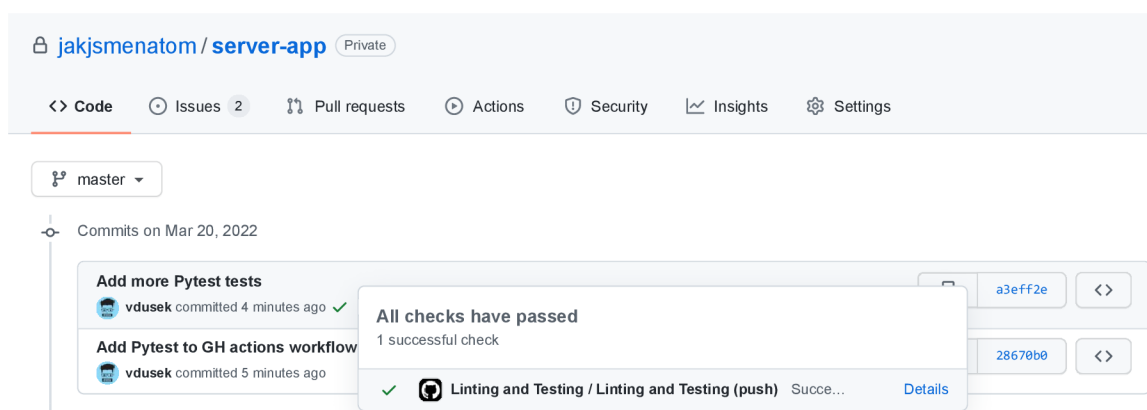 jakjsmenatom / server-app Private
Code Issues 2 Pull requests Actions Security Insights Settings
master
Commits on Mar 20, 2022
Add more Pytest tests
vdusek committed 4 minutes ago
a3eff2e
All checks have passed
1 successful check
Add Pytest to GH actions workflow
vdusek committed 5 minutes ago
28670b0
Linting and Testing / Linting and Testing (push) Succe… Details